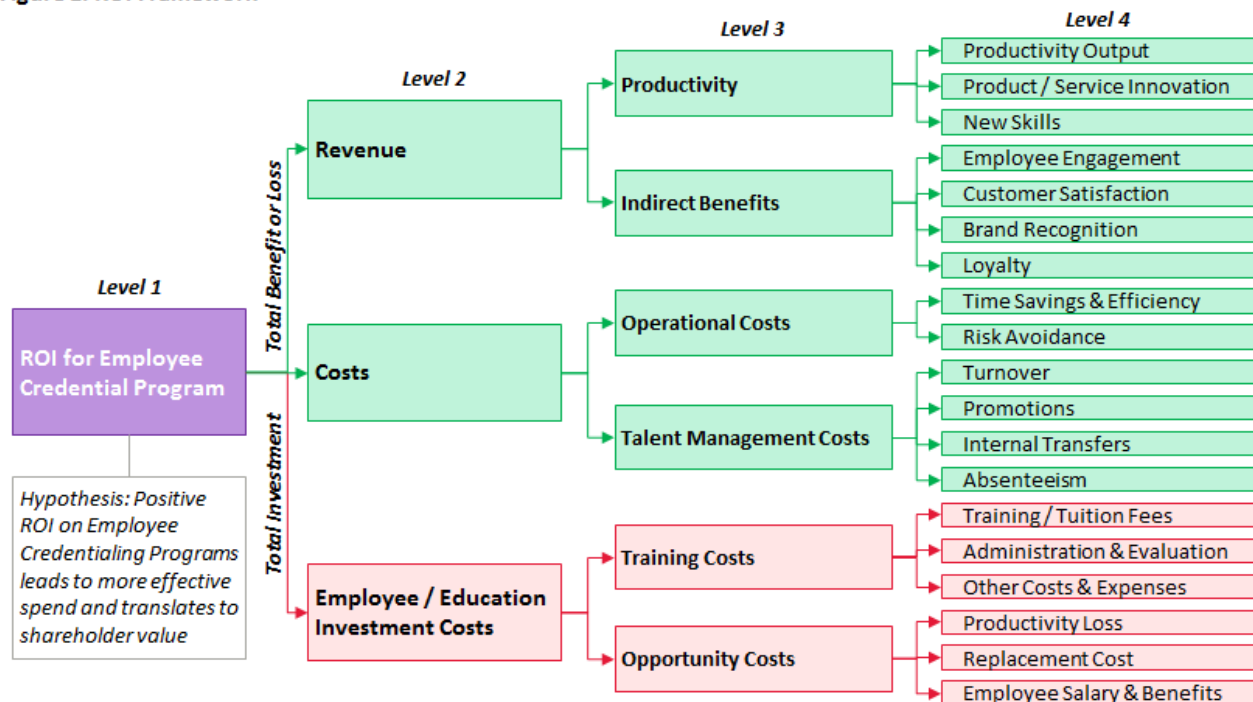 Level 1
ROI for Employee
Credential Program
Hypothesis: Positive
ROI on Employee
Credentialing Programs
leads to more effective
spend and translates to
shareholder value
Total Benefit or Loss
Total Investment
Level 2
Revenue
Costs
Employee / Education
Investment Costs
Level 3
Productivity
Indirect Benefits
Operational Costs
Talent Management Costs
Training Costs
Opportunity Costs
Level 4
Productivity Output
Product / Service Innovation
New Skills
Employee Engagement
Customer Satisfaction
Brand Recognition
Loyalty
Time Savings & Efficiency
Risk Avoidance
Turnover
Promotions
Internal Transfers
Absenteeism
Training / Tuition Fees
Administration & Evaluation
Other Costs & Expenses
Productivity Loss
Replacement Cost
Employee Salary & Benefits